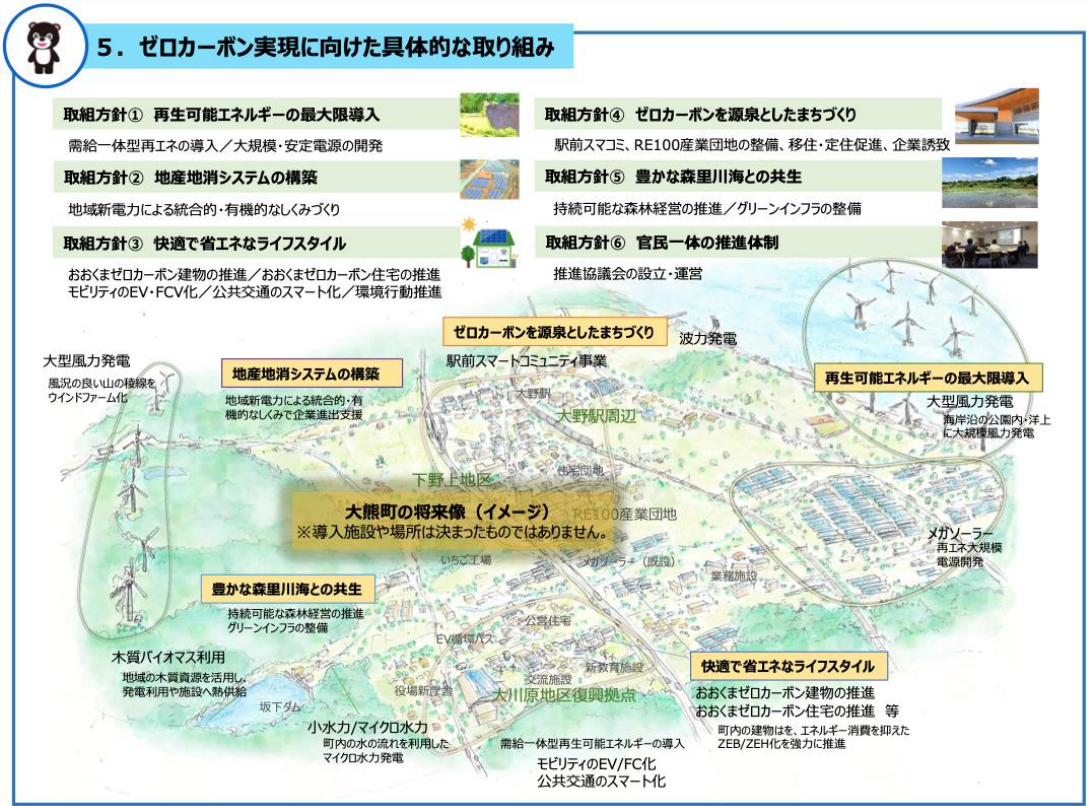 5．ゼロカーボン実現に向けた具体的な取り組み
取組方針① 再生可能エネルギーの最大限導入
需給一体型再エネの導入／大規模・安定電源の開発
取組方針② 地産地消システムの構築
地域新電力による統合的・有機的なしくみづくり
取組方針③ 快適で省エネなライフスタイル
おおくまゼロカーボン建物の推進／おおくまゼロカーボン住宅の推進
モビリティのEV・FCV化／公共交通のスマート化／環境行動推進
取組方針④ ゼロカーボンを源泉としたまちづくり
駅前スマコミ、RE100産業団地の整備、移住・定住促進、企業誘致
取組方針⑤ 豊かな森里川海との共生
持続可能な森林経営の推進／グリーンインフラの整備
取組方針⑥ 官民一体の推進体制
推進協議会の設立・運営
ゼロカーボンを源泉としたまちづくり
駅前スマートコミュニティ事業
波力発電
大型風力発電
風況の良い山の稜線を
ウインドファーム化
地産地消システムの構築
地域新電力による統合的・有
機的なしくみで企業進出支援
再生可能エネルギーの最大限導入
大型風力発電
海岸沿の公園内・洋上
に大規模風力発電
大野駅
大野駅周辺
下野上地区
住宅団地
大熊町の将来像（イメージ）
※導入施設や場所は決まったものではありません。
RE100産業団地
いちご工場
メガソーラー（既設）
業務施設
メガソーラー
再エネ大規模
電源開発
豊かな森里川海との共生
持続可能な森林経営の推進
グリーンインフラの整備
公営住宅
EV循環バス
新教育施設
交流施設
役場新庁舎
大川原地区復興拠点
木質バイオマス利用
地域の木質資源を活用し、
発電利用や施設へ熱供給
坂下ダム
小水力/マイクロ水力
町内の水の流れを利用した
マイクロ水力発電
快適で省エネなライフスタイル
おおくまゼロカーボン建物の推進
おおくまゼロカーボン住宅の推進 等
町内の建物はを、エネルギー消費を抑えた
ZEB/ZEH化を強力に推進
需給一体型再生可能エネルギーの導入
モビリティのEV/FC化
公共交通のスマート化